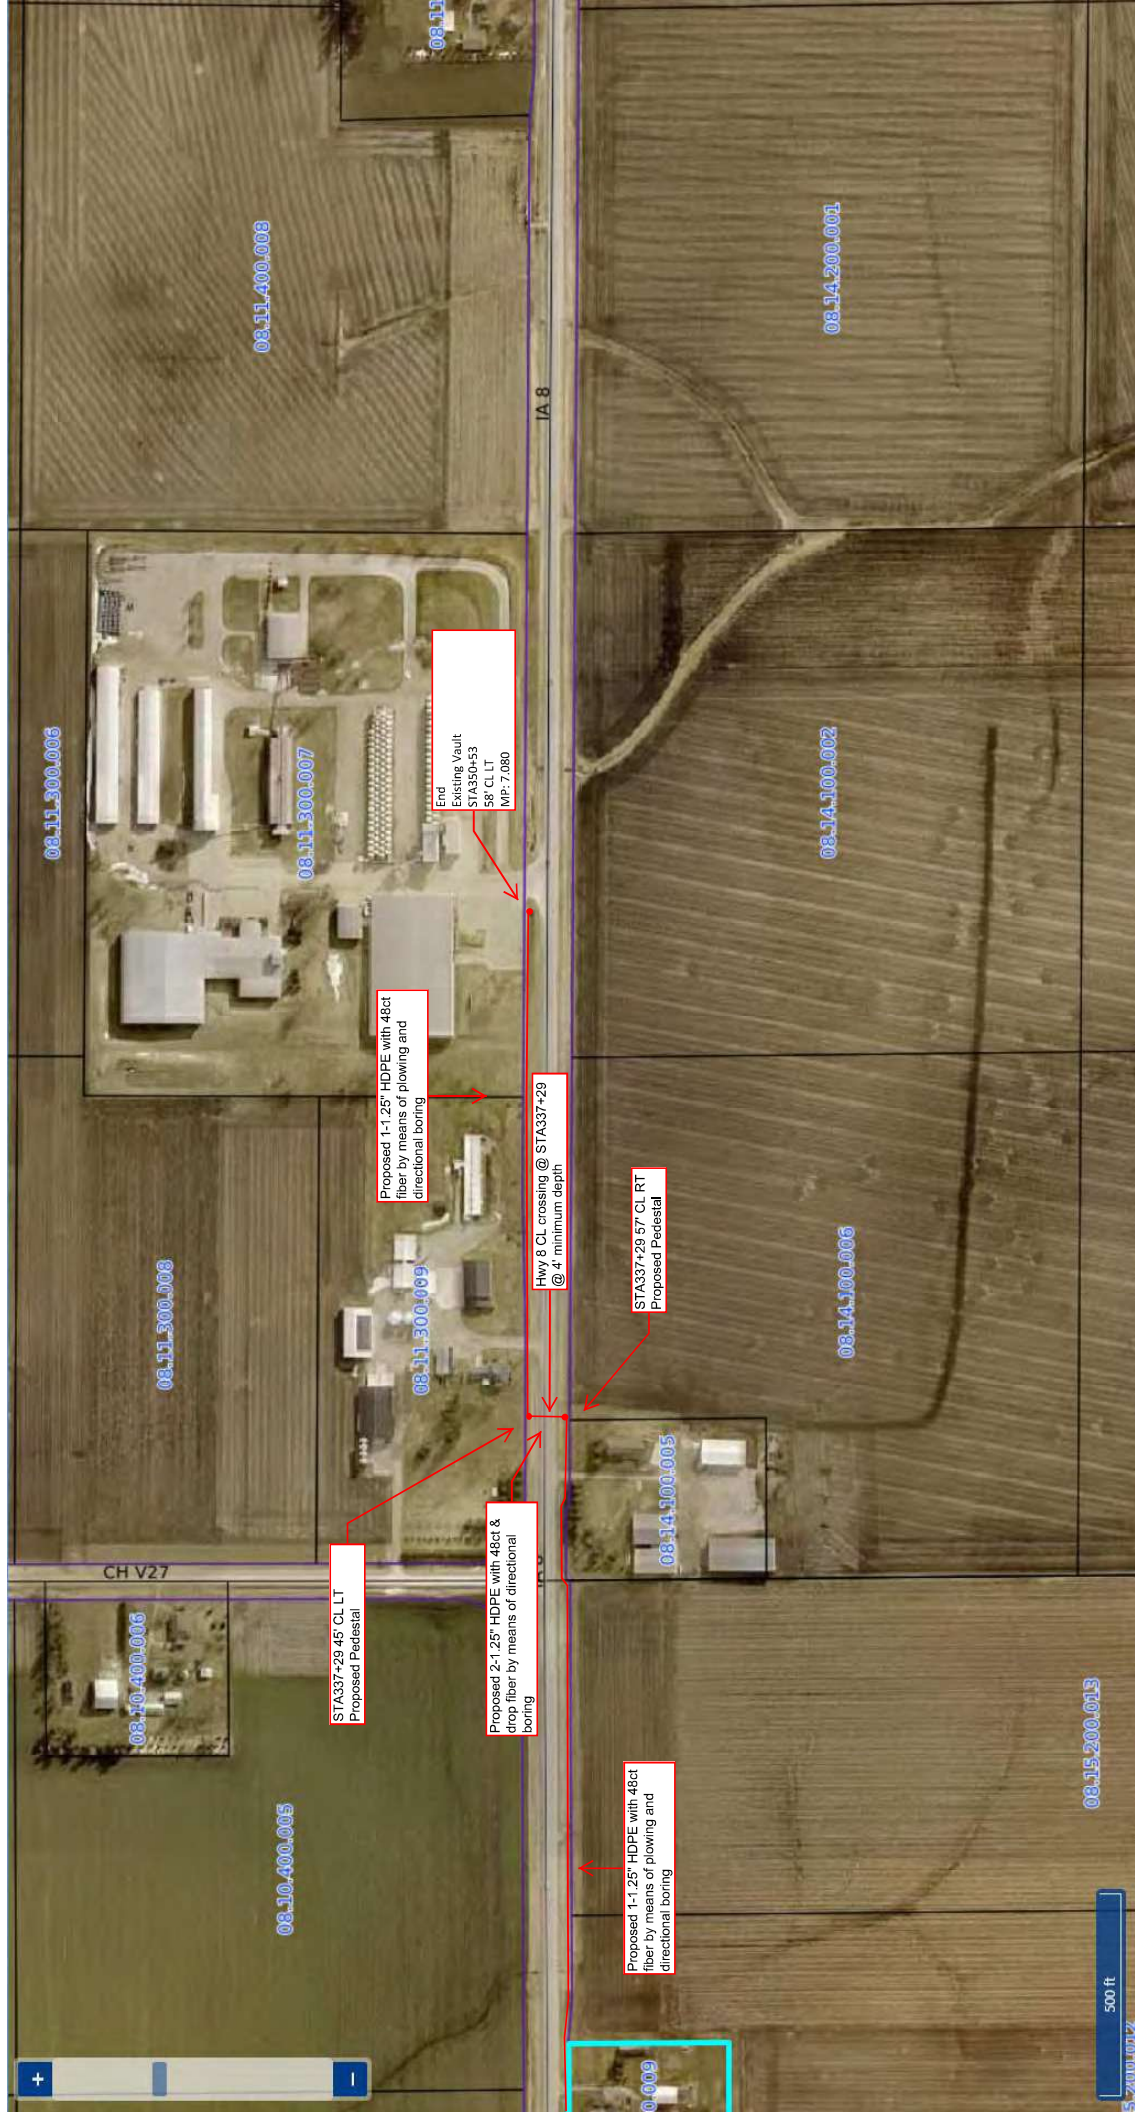 08.11.400.008
08.11.300.006
08.11.300.007
08.11.300.008
08.11.300.009
CH V27
08.10.400.006
08.10.400.005
IA 8
08.14.200.001
08.14.100.002
08.14.100.006
08.14.100.005
08.15.200.013
End
Existing Vault
STA350+53
58' CL LT
MP: 7.080
Proposed 1-1.25" HDPE with 48ct
fiber by means of plowing and
directional boring
Hwy 8 CL crossing @ STA337+29
@ 4' minimum depth
STA337+29 57' CL RT
Proposed Pedestal
STA337+29 45' CL LT
Proposed Pedestal
Proposed 2-1.25" HDPE with 48ct &
drop fiber by means of directional
boring
Proposed 1-1.25" HDPE with 48ct
fiber by means of plowing and
directional boring
08.11
0.009
500 ft
+
−